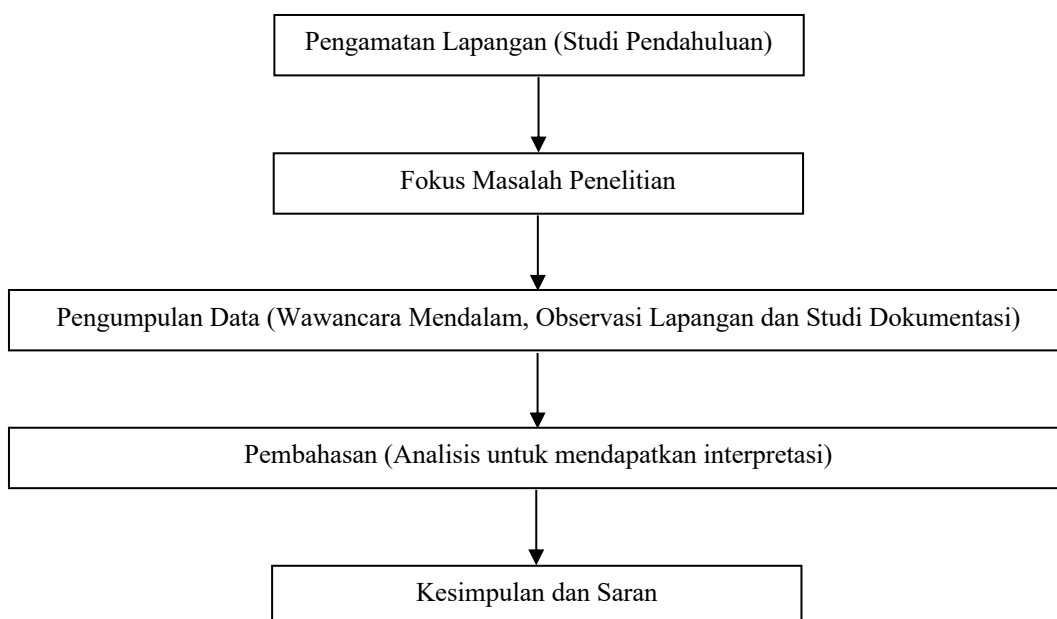 Pengamatan Lapangan (Studi Pendahuluan)
Fokus Masalah Penelitian
Pengumpulan Data (Wawancara Mendalam, Observasi Lapangan dan Studi Dokumentasi)
Pembahasan (Analisis untuk mendapatkan interpretasi)
Kesimpulan dan Saran